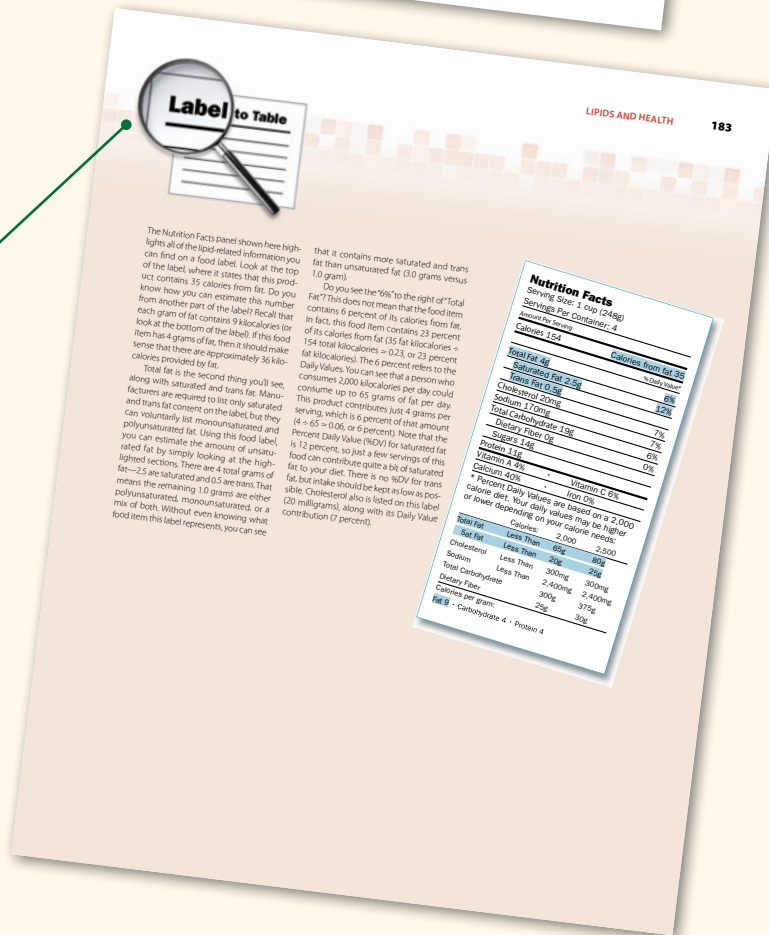 Label to Table
LIPIDS AND HEALTH
183
The Nutrition Facts panel shown here high-
lights all of the lipid-related information you
can find on a food label. Look at the top
of the label, where it states that this prod-
uct contains 35 calories from fat. Do you
know how you can estimate this number
from another part of the label? Recall that
each gram of fat contains 9 kilocalories (or
look at the bottom of the label). If this food
item has 4 grams of fat, then it should make
sense that there are approximately 36 kilo-
calories provided by fat.
Total fat is the second thing you'll see,
along with saturated and trans fat. Manu-
facturers are required to list only saturated
and trans fat content on the label, but they
can voluntarily list monounsaturated and
polyunsaturated fat. Using this food label,
you can estimate the amount of unsatu-
rated fat by simply looking at the high-
lighted sections. There are 4 total grams of
fat—2.5 are saturated and 0.5 are trans. That
means the remaining 1.0 grams are either
polyunsaturated, monounsaturated, or a
mix of both. Without even knowing what
food item this label represents, you can see
that it contains more saturated and trans
fat than unsaturated fat (3.0 grams versus
1.0 gram).
Do you see the "6%" to the right of "Total
Fat"? This does not mean that the food item
contains 6 percent of its calories from fat.
In fact, this food item contains 23 percent
of its calories from fat (35 fat kilocalories ÷
154 total kilocalories = 0.23, or 23 percent
fat kilocalories). The 6 percent refers to the
Daily Values. You can see that a person who
consumes 2,000 kilocalories per day could
consume up to 65 grams of fat per day.
This product contributes just 4 grams per
serving, which is 6 percent of that amount
(4 ÷ 65 = 0.06, or 6 percent). Note that the
Percent Daily Value (%DV) for saturated fat
is 12 percent, so just a few servings of this
food can contribute quite a bit of saturated
fat to your diet. There is no %DV for trans
fat, but intake should be kept as low as pos-
sible. Cholesterol also is listed on this label
(20 milligrams), along with its Daily Value
contribution (7 percent).
Nutrition Facts
Serving Size: 1 cup (248g)
Servings Per Container: 4
Amount Per Serving
Calories 154 Calories from fat 35
% Daily Value*
Total Fat 4g 6%
Saturated Fat 2.5g 12%
Trans Fat 0.5g
Cholesterol 20mg 7%
Sodium 170mg 7%
Total Carbohydrate 19g 6%
Dietary Fiber 0g 0%
Sugars 14g
Protein 11g
Vitamin A 4% · Vitamin C 6%
Calcium 40% · Iron 0%
* Percent Daily Values are based on a 2,000
calorie diet. Your daily values may be higher
or lower depending on your calorie needs:
Calories: 2,000 2,500
Total Fat Less Than 65g 80g
Sat Fat Less Than 20g 25g
Cholesterol Less Than 300mg 300mg
Sodium Less Than 2,400mg 2,400mg
Total Carbohydrate 300g 375g
Dietary Fiber 25g 30g
Calories per gram:
Fat 9 · Carbohydrate 4 · Protein 4